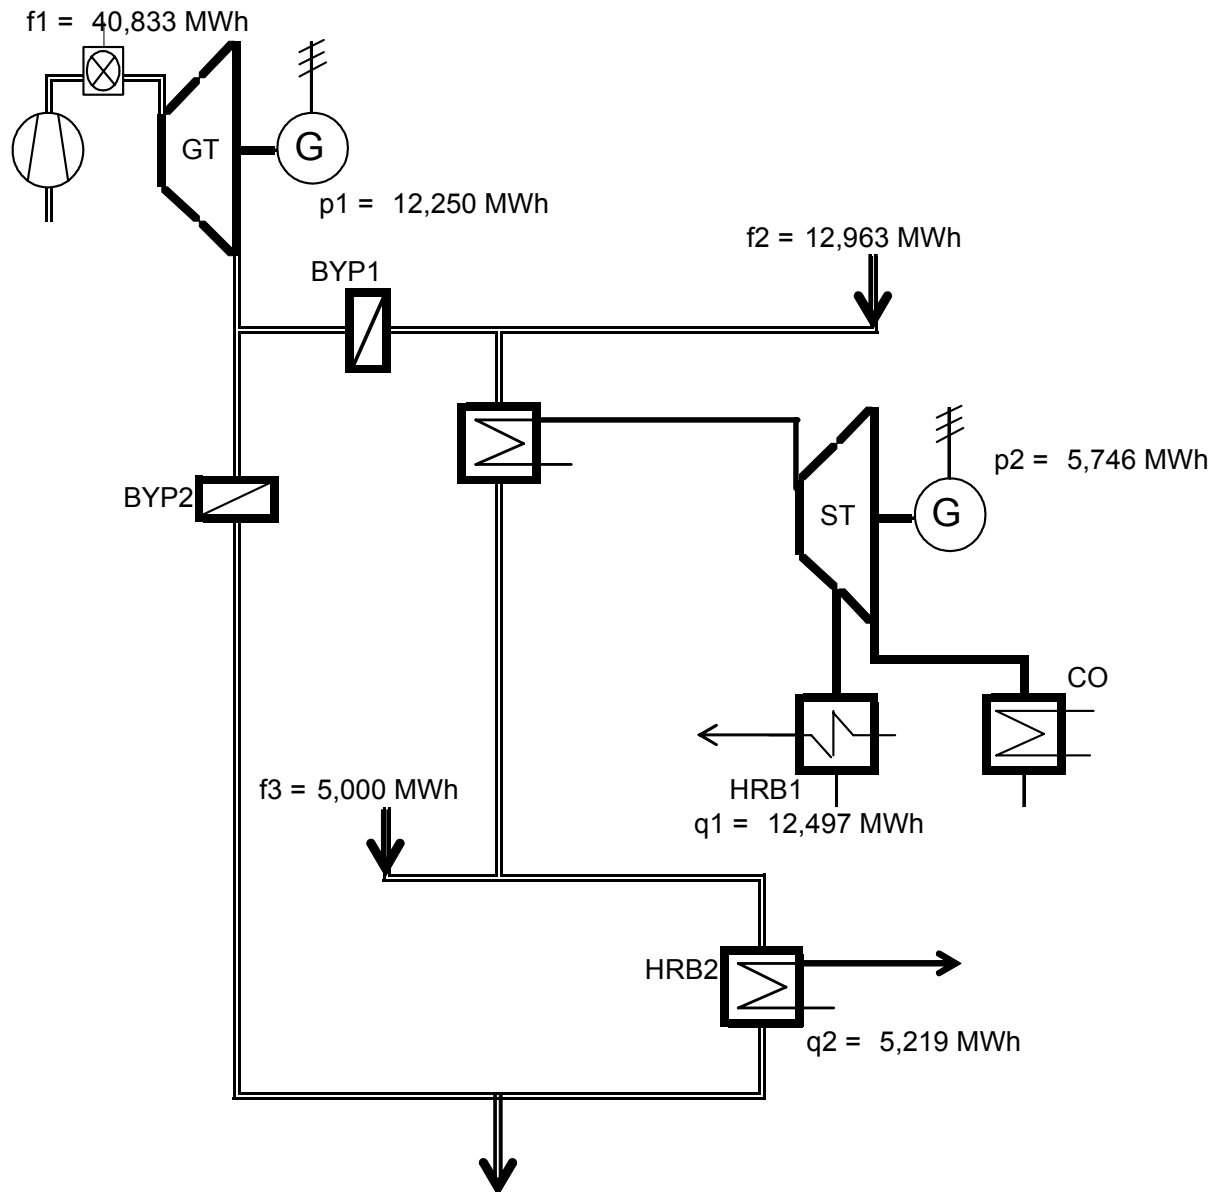 f1 = 40,833 MWh
GT
G
p1 = 12,250 MWh
f2 = 12,963 MWh
BYP1
p2 = 5,746 MWh
BYP2
ST
G
CO
f3 = 5,000 MWh
HRB1
q1 = 12,497 MWh
HRB2
q2 = 5,219 MWh